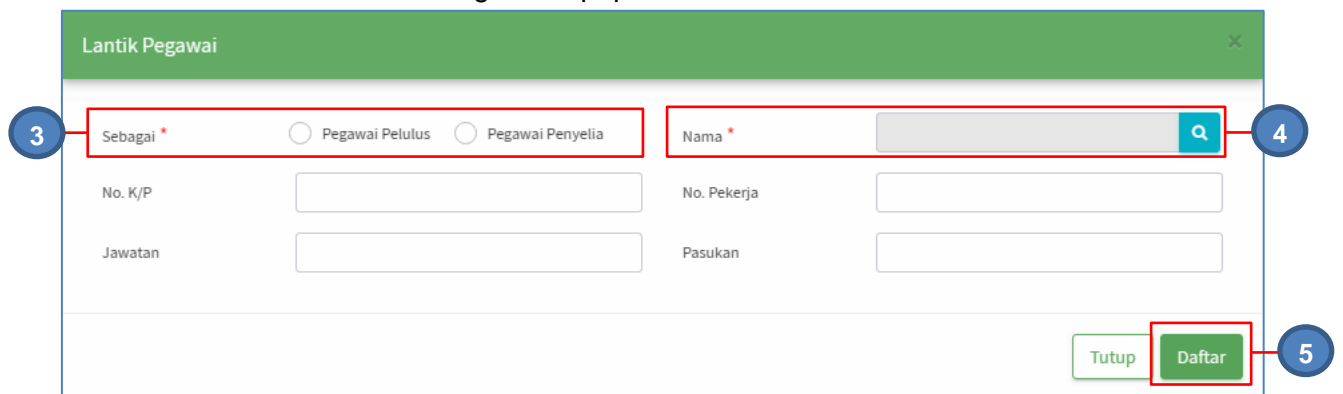 Lantik Pegawai ×
3 Sebagai * Pegawai Pelulus Pegawai Penyelia Nama * 4
No. K/P No. Pekerja
Jawatan Pasukan
Tutup Daftar 5